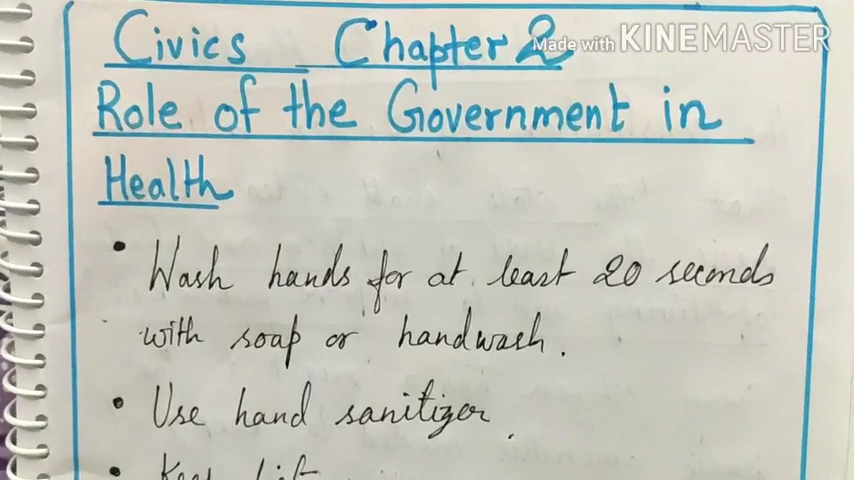 Civics Chapter 2
Made with KINEMASTER
Role of the Government in
Health
• Wash hands for at least 20 seconds
with soap or handwash.
• Use hand sanitizer.
•